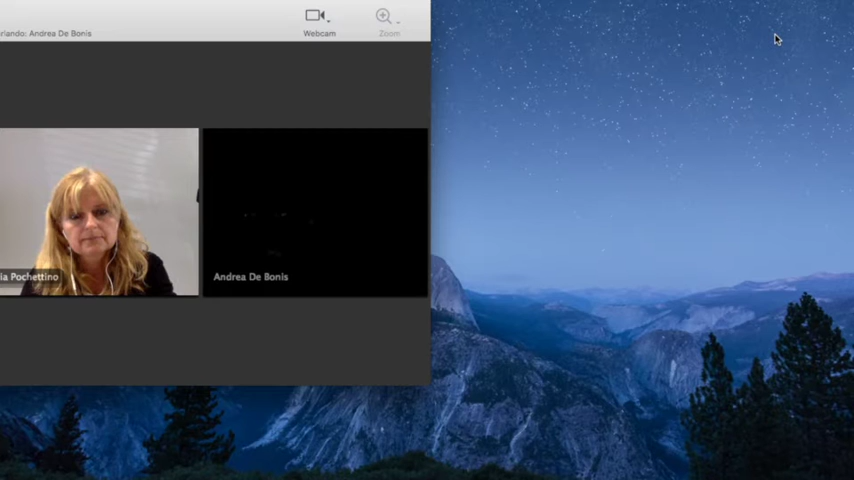 riando: Andrea De Bonis
Webcam
Zoom
ia Pochettino
Andrea De Bonis